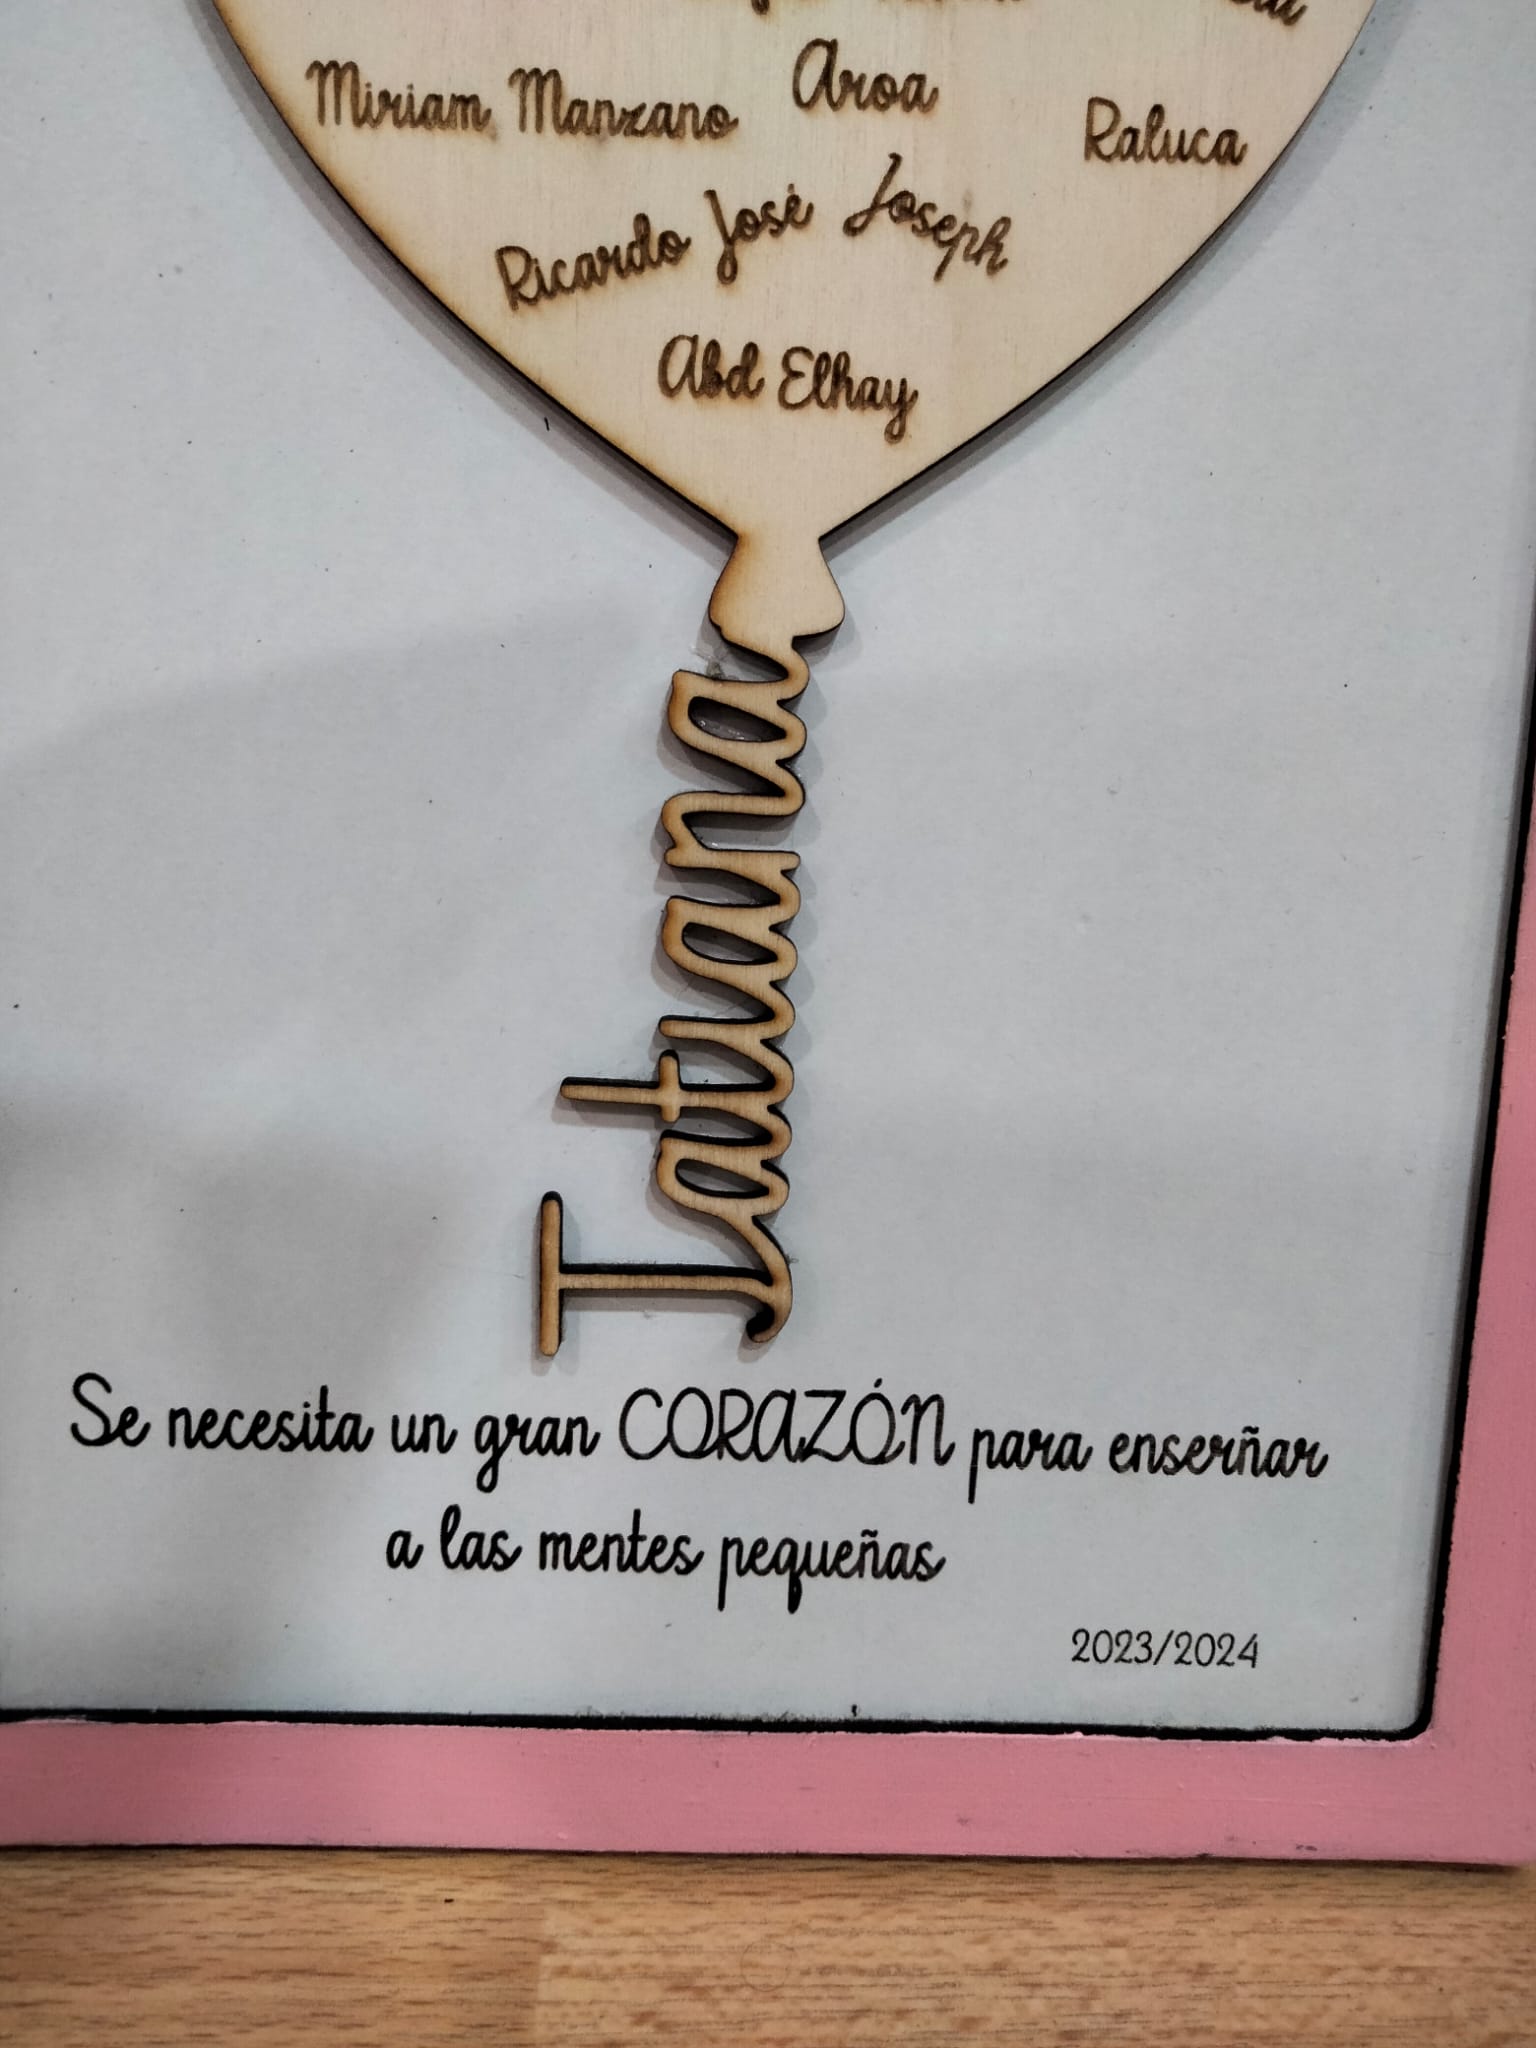 Miriam Manzano Aroa Raluca
Ricardo José Joseph
Abd Elhay
Tatuana
Se necesita un gran CORAZÓN para enserñar
a las mentes pequeñas
2023/2024